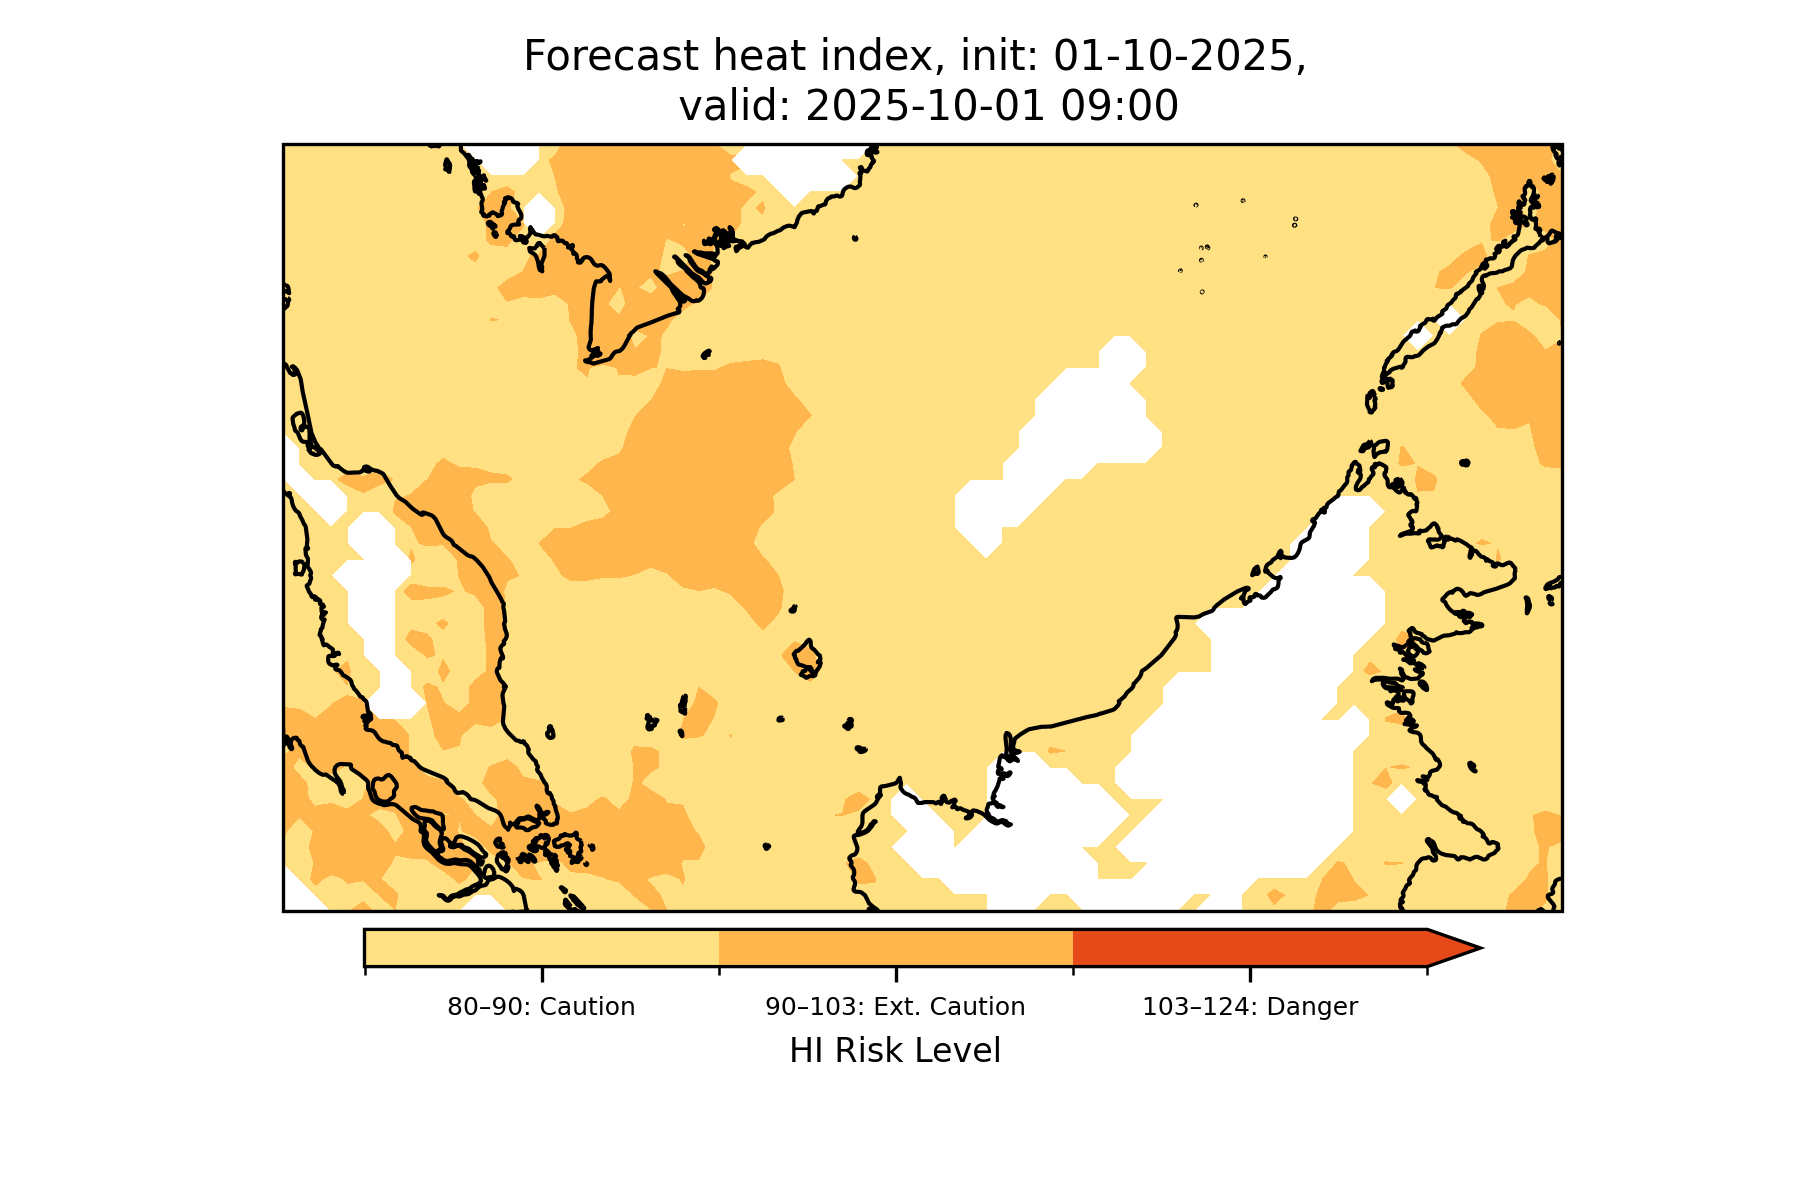 Forecast heat index, init: 01-10-2025,
valid: 2025-10-01 09:00
80–90: Caution
90–103: Ext. Caution
103–124: Danger
HI Risk Level